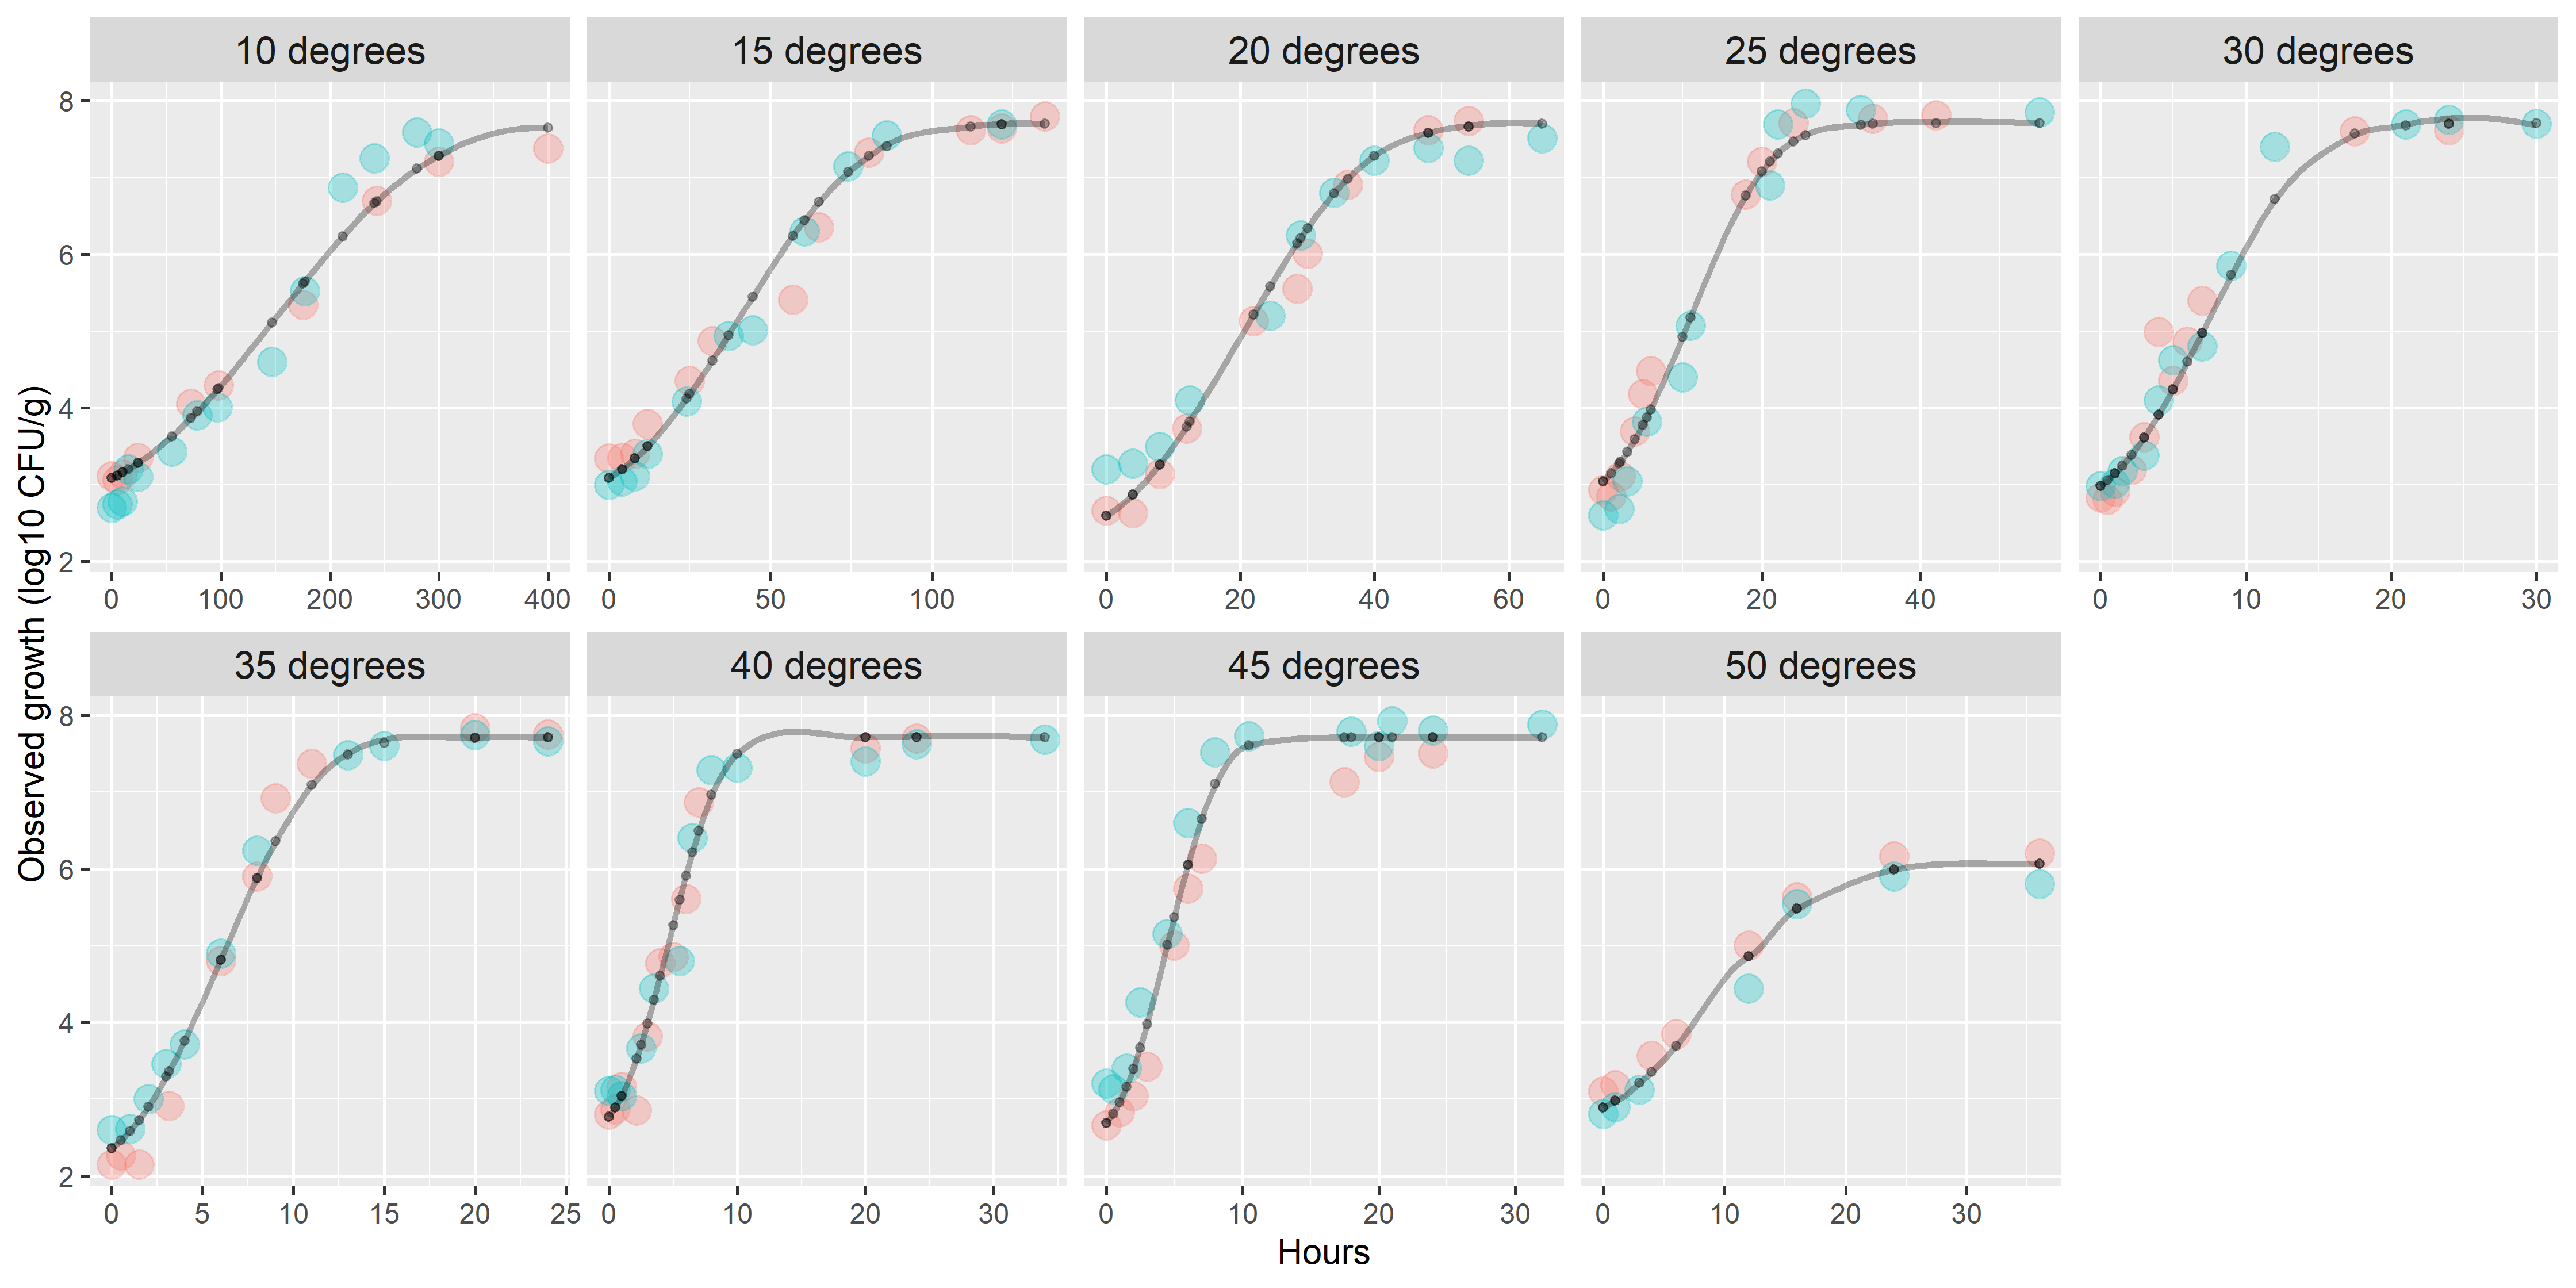 10 degrees
15 degrees
20 degrees
25 degrees
30 degrees
8
6
4
2
0 100 200 300 400
0 50 100
0 20 40 60
0 20 40
0 10 20 30
35 degrees
40 degrees
45 degrees
50 degrees
8
6
4
2
0 5 10 15 20 25
0 10 20 30
0 10 20 30
0 10 20 30
Observed growth (log10 CFU/g)
Hours